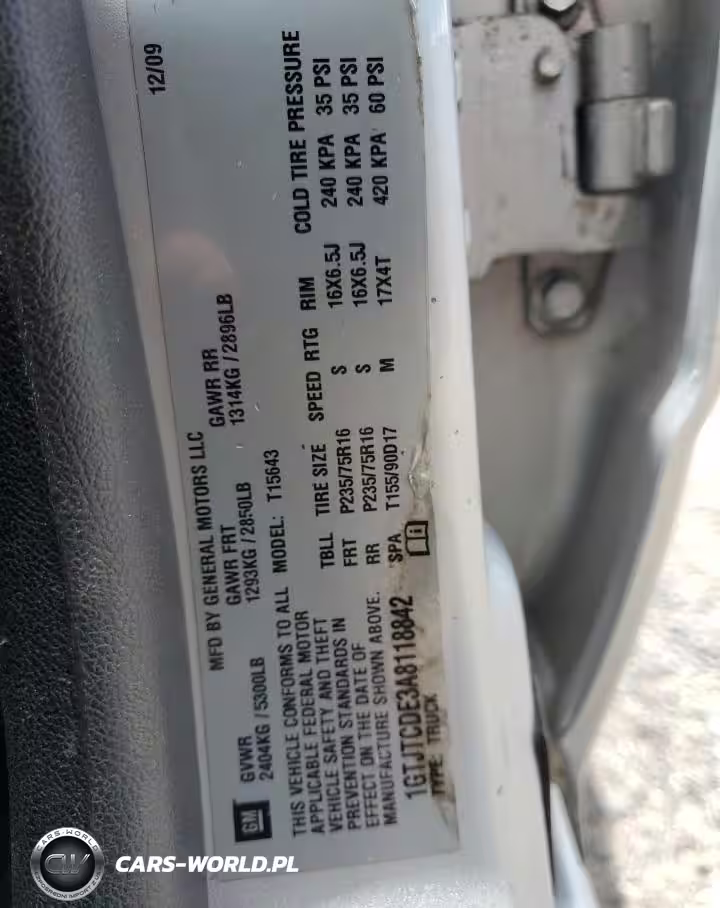 MFD BY GENERAL MOTORS LLC
12/09
GVWR GAWR FRT GAWR RR
2404KG/5300LB 1293KG/2850LB 1314KG/2896LB
GM
THIS VEHICLE CONFORMS TO ALL
APPLICABLE FEDERAL MOTOR
VEHICLE SAFETY AND THEFT
PREVENTION STANDARDS IN
EFFECT ON THE DATE OF
MANUFACTURE SHOWN ABOVE.
MODEL: T15643
TBLL TIRE SIZE SPEED RTG RIM COLD TIRE PRESSURE
FRT P235/75R16 S 16X6.5J 240 KPA 35 PSI
RR P235/75R16 S 16X6.5J 240 KPA 35 PSI
SPA T155/90D17 M 17X4T 420 KPA 60 PSI
1GTJTCDE3A8118842
TYPE TRUCK
CARS-WORLD
CW
CARS-WORLD.PL